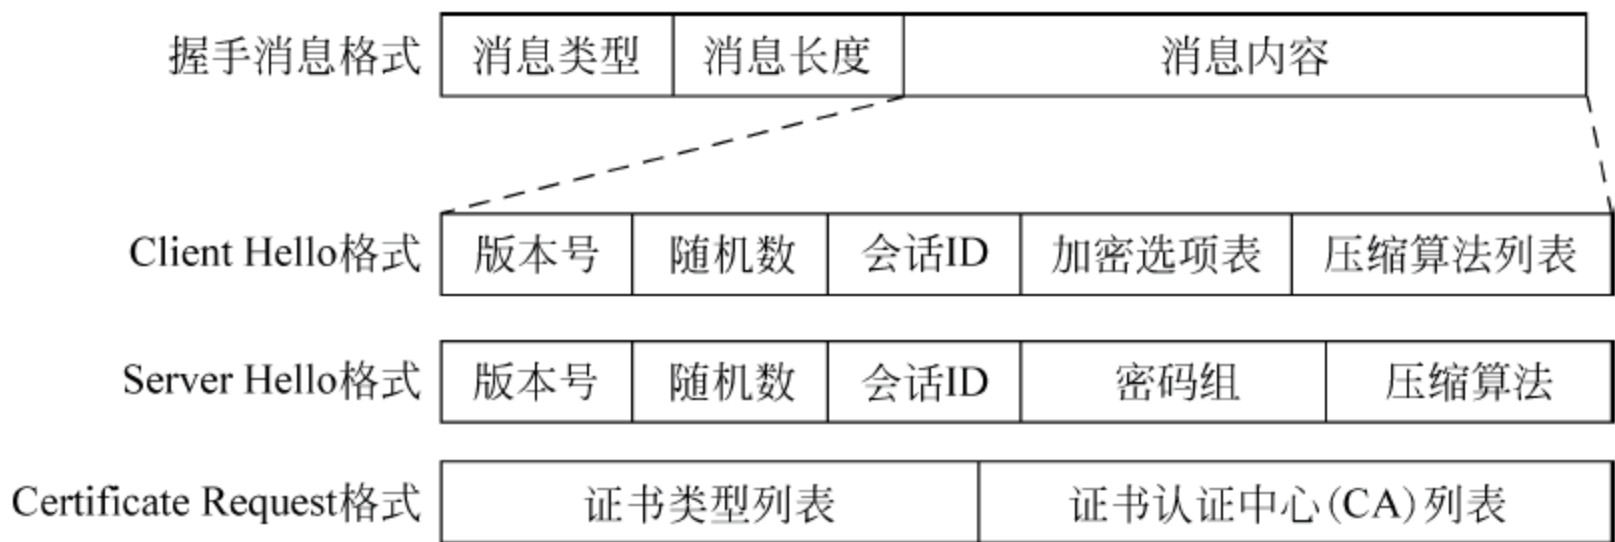 握手消息格式 消息类型 消息长度 消息内容
Client Hello格式 版本号 随机数 会话ID 加密选项表 压缩算法列表
Server Hello格式 版本号 随机数 会话ID 密码组 压缩算法
Certificate Request格式 证书类型列表 证书认证中心(CA)列表